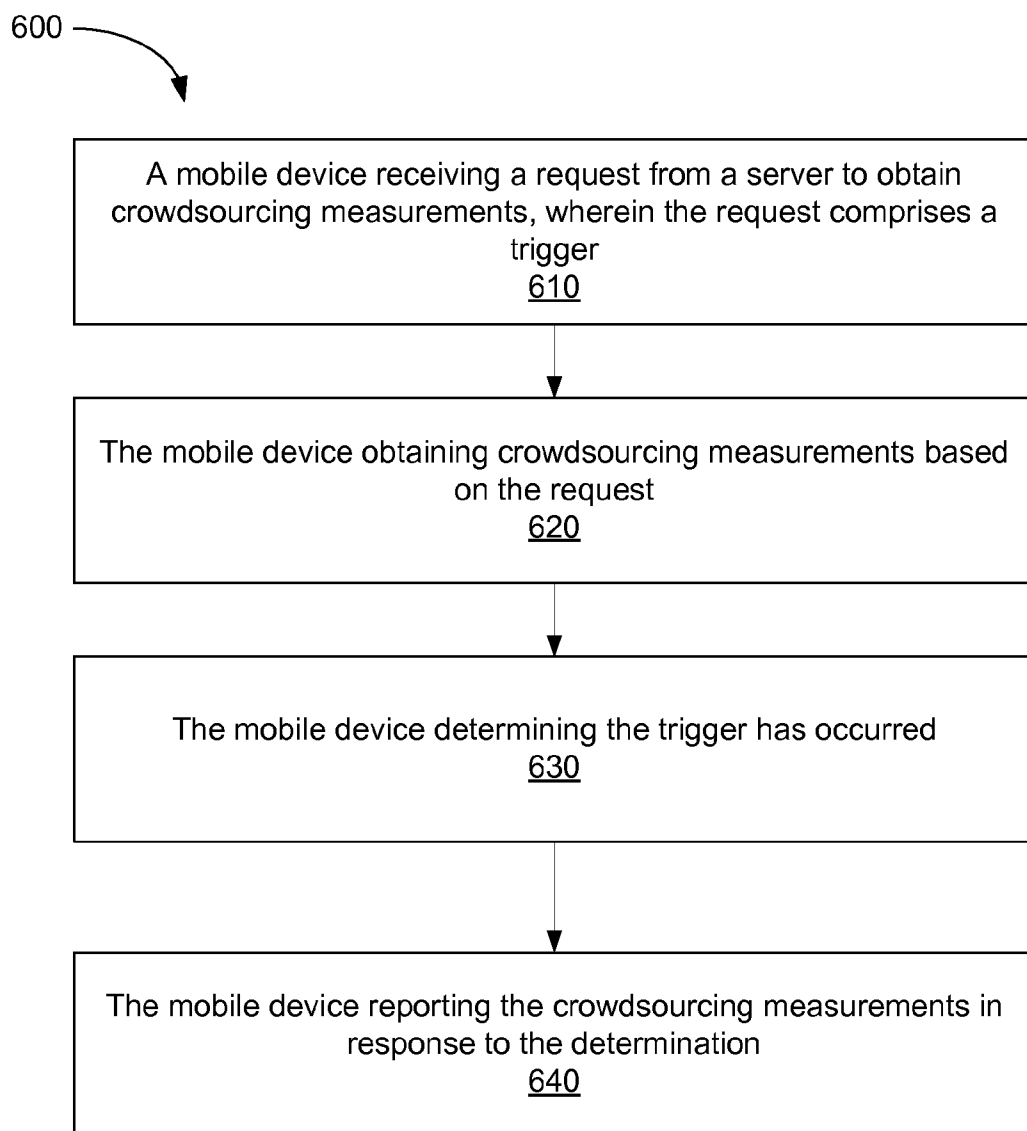 600
A mobile device receiving a request from a server to obtain
crowdsourcing measurements, wherein the request comprises a
trigger
610
The mobile device obtaining crowdsourcing measurements based
on the request
620
The mobile device determining the trigger has occurred
630
The mobile device reporting the crowdsourcing measurements in
response to the determination
640